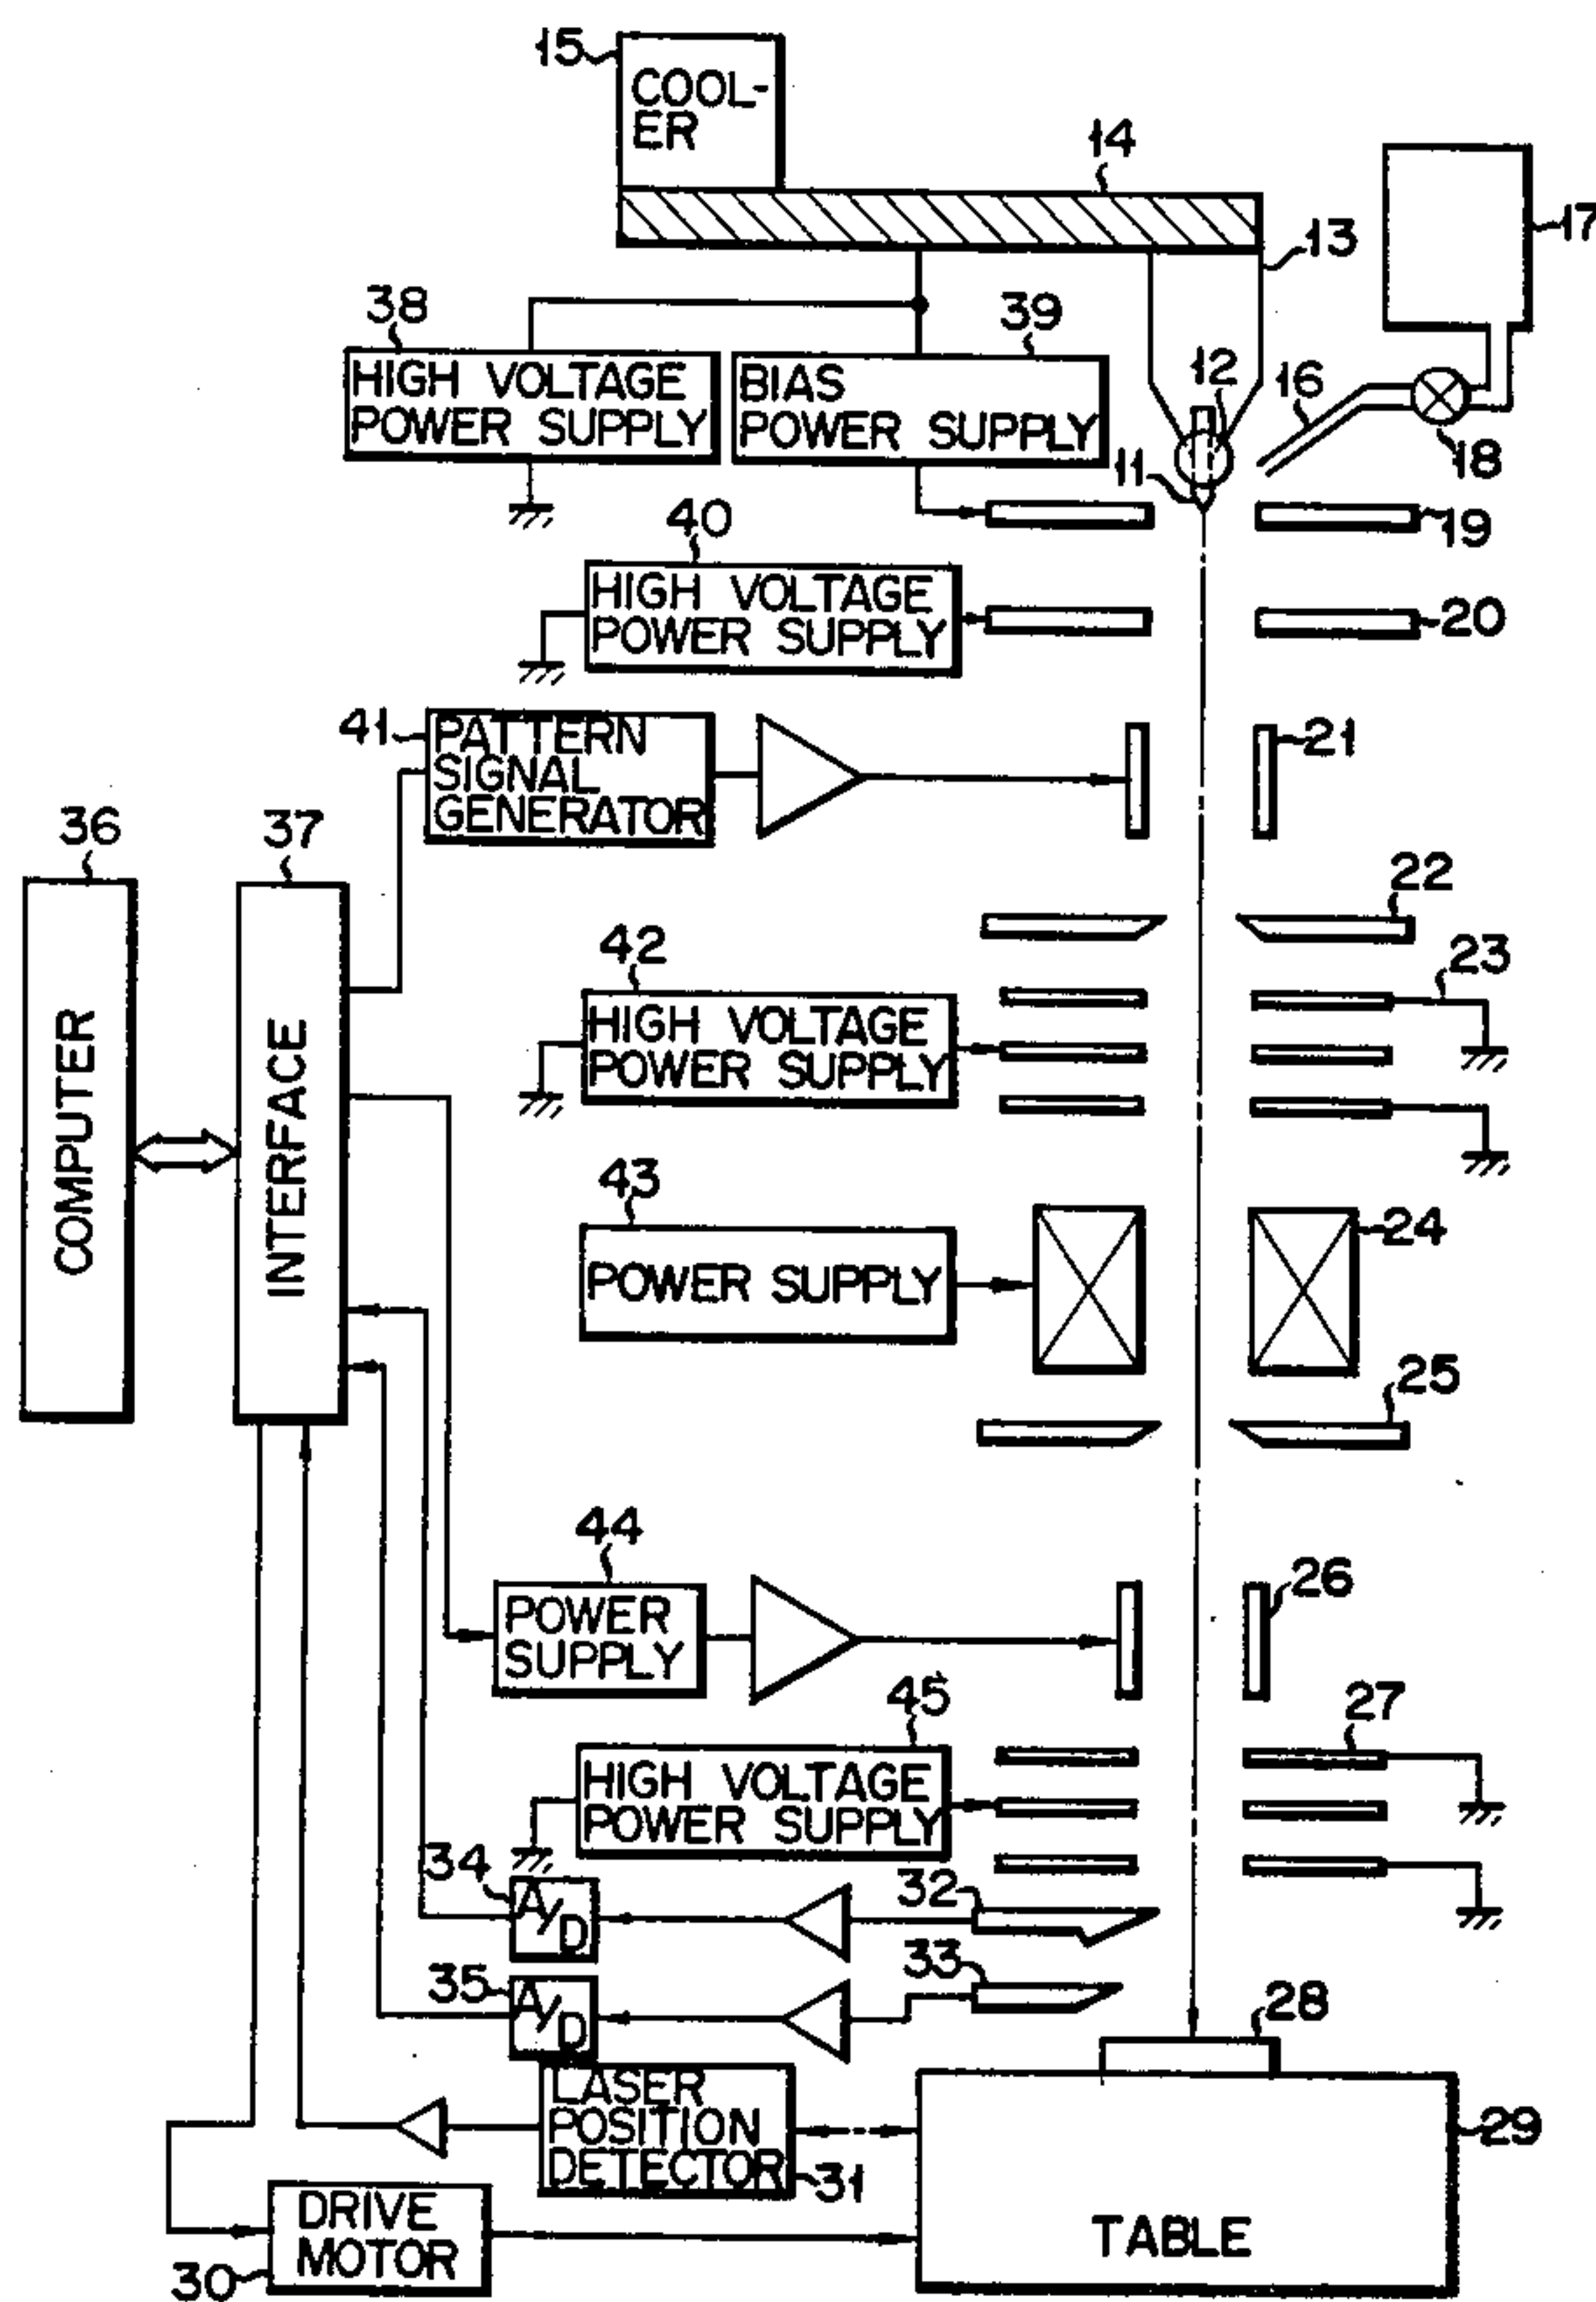 15
COOL-
ER
14
17
13
38
39
HIGH VOLTAGE
POWER SUPPLY
BIAS
POWER SUPPLY
12
16
18
11
19
40
HIGH VOLTAGE
POWER SUPPLY
20
41
PATTERN
SIGNAL
GENERATOR
21
36
37
22
42
23
HIGH VOLTAGE
POWER SUPPLY
COMPUTER
INTERFACE
43
24
POWER SUPPLY
25
44
26
POWER
SUPPLY
45
27
HIGH VOLTAGE
POWER SUPPLY
34
A/D
32
35
A/D
33
28
LASER
POSITION
DETECTOR
31
29
DRIVE
MOTOR
30
TABLE